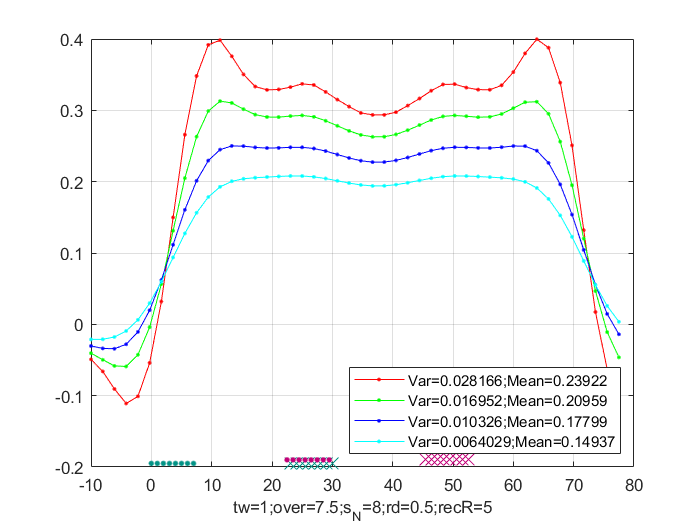 0.4
0.3
0.2
0.1
0
-0.1
-0.2
Var=0.028166;Mean=0.23922
Var=0.016952;Mean=0.20959
Var=0.010326;Mean=0.17799
Var=0.0064029;Mean=0.14937
-10 0 10 20 30 40 50 60 70 80
tw=1;over=7.5;s_N=8;rd=0.5;recR=5